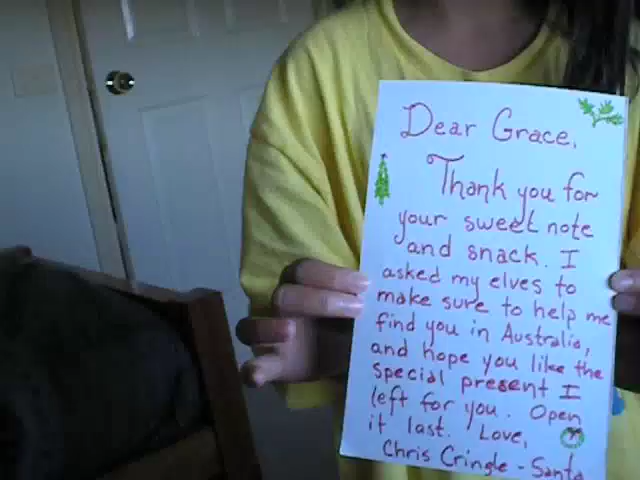 Dear Grace,
Thank you for
your sweet note
and snack. I
asked my elves to
make sure to help me
find you in Australia,
and hope you like the
special present I
left for you. Open
it last. Love,
Chris Cringle - Santa